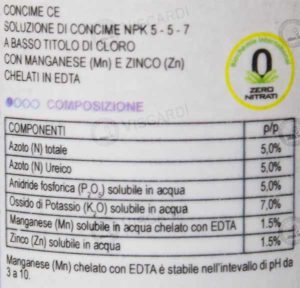 CONCIME CE
SOLUZIONE DI CONCIME NPK 5 - 5 - 7
A BASSO TITOLO DI CLORO
CON MANGANESE (Mn) E ZINCO (Zn)
CHELATI IN EDTA
ZERO
NITRATI
COMPOSIZIONE
VISCARDI
COMPONENTI p/p
Azoto (N) totale 5,0%
Azoto (N) Ureico 5,0%
Anidride fosforica (P2O5) solubile in acqua 5,0%
Ossido di Potassio (K2O) solubile in acqua 7,0%
Manganese (Mn) solubile in acqua chelato con EDTA 1.5%
Zinco (Zn) solubile in acqua 1.5%
Manganese (Mn) chelato con EDTA è stabile nell'intevallo di pH da
3 a 10.